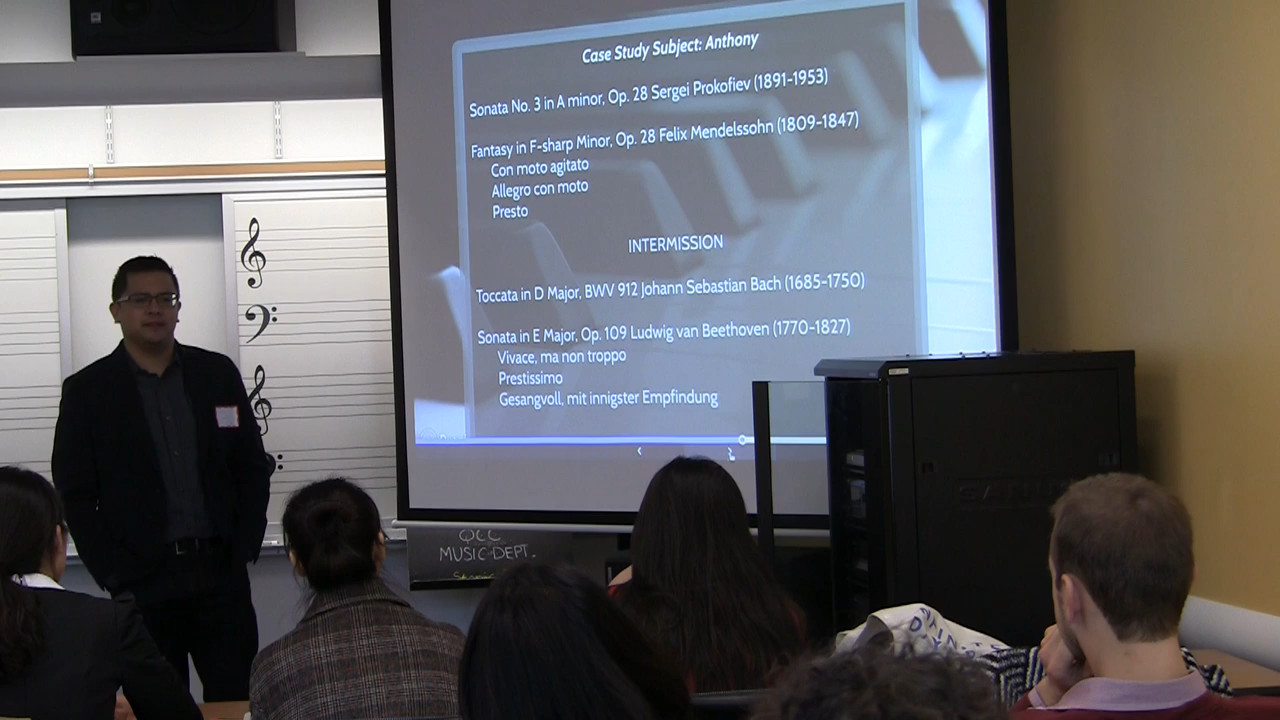 Case Study Subject: Anthony
Sonata No. 3 in A minor, Op. 28 Sergei Prokofiev (1891-1953)
Fantasy in F-sharp Minor, Op. 28 Felix Mendelssohn (1809-1847)
Con moto agitato
Allegro con moto
Presto
INTERMISSION
Toccata in D Major, BWV 912 Johann Sebastian Bach (1685-1750)
Sonata in E Major, Op. 109 Ludwig van Beethoven (1770-1827)
Vivace, ma non troppo
Prestissimo
Gesangvoll, mit innigster Empfindung
QCC
MUSIC DEPT.